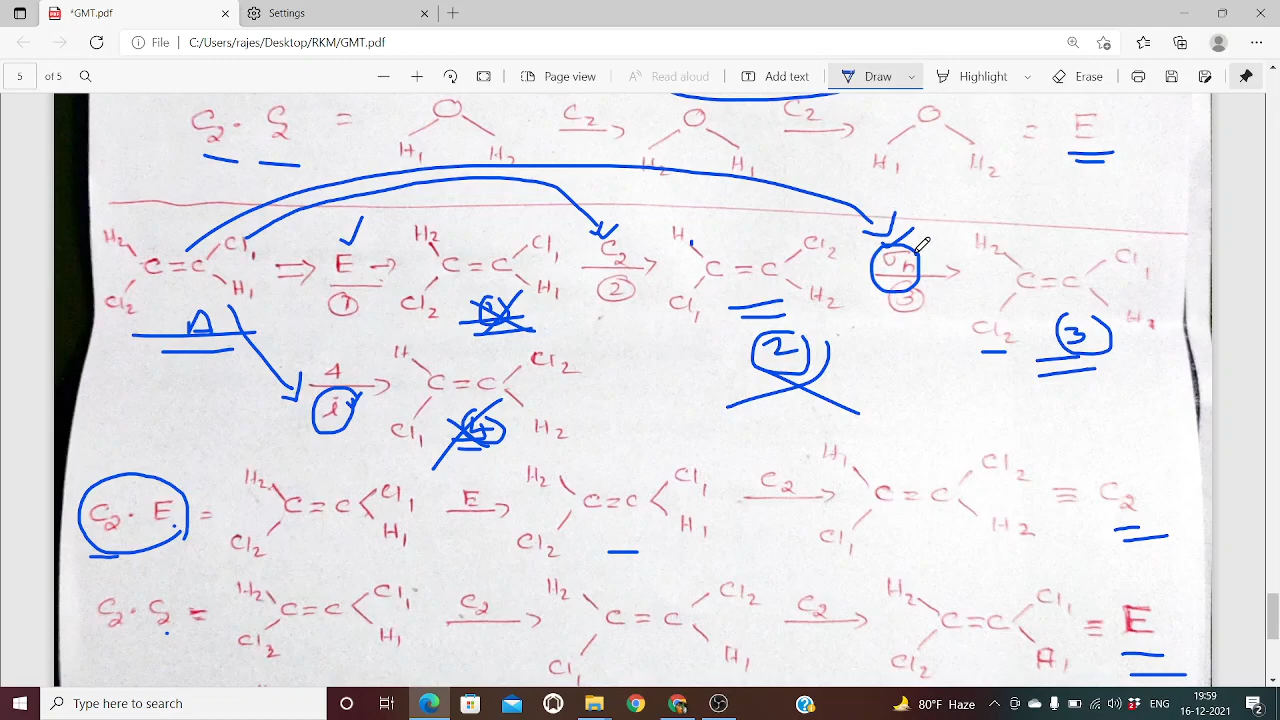 *GMT.pdf
Settings
File C:/Users/rajes/Desktop/RKM/GMT.pdf
5 of 5 Page view Read aloud Add text Draw Highlight Erase
C₂ · C₂ = O H₁ H₂ C₂ → O H₂ H₁ C₂ → O H₁ H₂ = E
H₂ Cl₂ C=C Cl₁ H₁ ⇒ E ① → H₂ Cl₂ C=C Cl₁ H₁ C₂ ② → H₁ Cl₁ C=C Cl₂ H₂ σh ③ → H₂ Cl₂ C=C Cl₁ H₂
A ② ③
4 i → H Cl₁ C=C Cl₂ H₂
④
C₂ · E = H₂ Cl₂ C=C Cl₁ H₁ E → H₂ Cl₂ C=C Cl₁ H₁ C₂ → H₁ Cl₁ C=C Cl₂ H2 ≡ C₂
C₂ · C₂ = H₂ Cl₂ C=C Cl₁ H₁ C₂ → H₂ Cl₁ C=C Cl₂ H₁ C₂ → H₂ Cl₂ C=C Cl₁ H₁ ≡ E
Type here to search
80°F Haze
19:59
16-12-2021
2